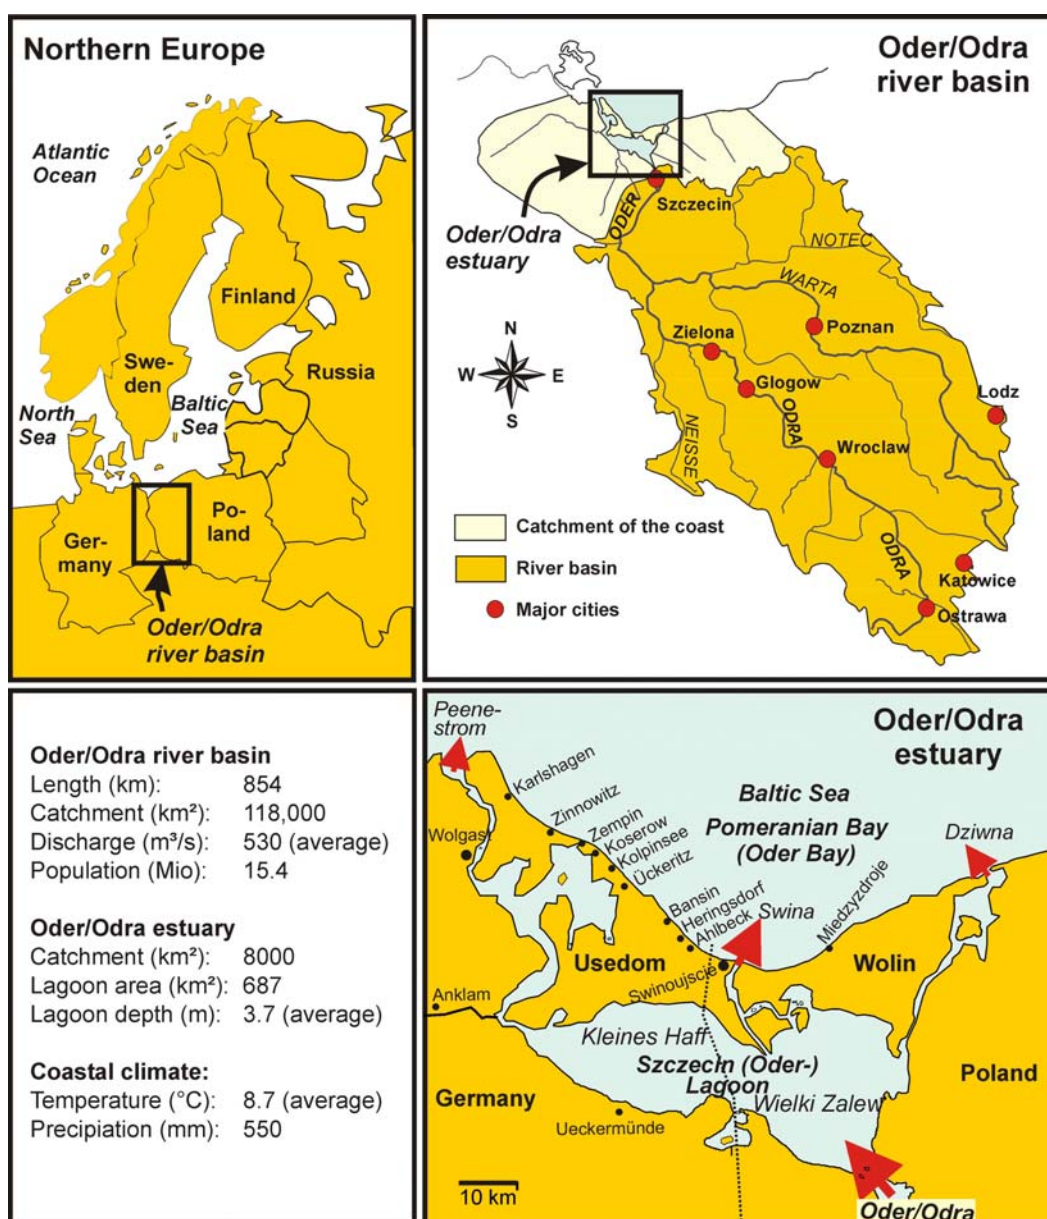 Northern Europe
Atlantic
Ocean
Finland
Swe-
den
Russia
North
Sea
Baltic
Sea
Po-
land
Ger-
many
Oder/Odra
river basin
Oder/Odra
river basin
Szczecin
ODER
Oder/Odra
estuary
NOTEC
WARTA
N
W
E
S
Zielona
Poznan
Glogow
Lodz
ODRA
NEISSE
Wroclaw
Catchment of the coast
River basin
Major cities
ODRA
Katowice
Ostrawa
Oder/Odra river basin
Length (km): 854
Catchment (km²): 118,000
Discharge (m³/s): 530 (average)
Population (Mio): 15.4
Oder/Odra estuary
Catchment (km²): 8000
Lagoon area (km²): 687
Lagoon depth (m): 3.7 (average)
Coastal climate:
Temperature (°C): 8.7 (average)
Precipiation (mm): 550
Peene-
strom
Oder/Odra
estuary
Karlshagen
Zinnowitz
Zempin
Koserow
Kolpinsee
Ückeritz
Baltic Sea
Pomeranian Bay
(Oder Bay)
Dziwna
Wolgast
Bansin
Heringsdorf
Ahlbeck
Swina
Miedzyzdroje
Usedom
Wolin
Swinoujscie
Anklam
Kleines Haff
Szczecin (Oder-)
Lagoon
Poland
Germany
Wielki Zalew
Ueckermünde
10 km
Oder/Odra